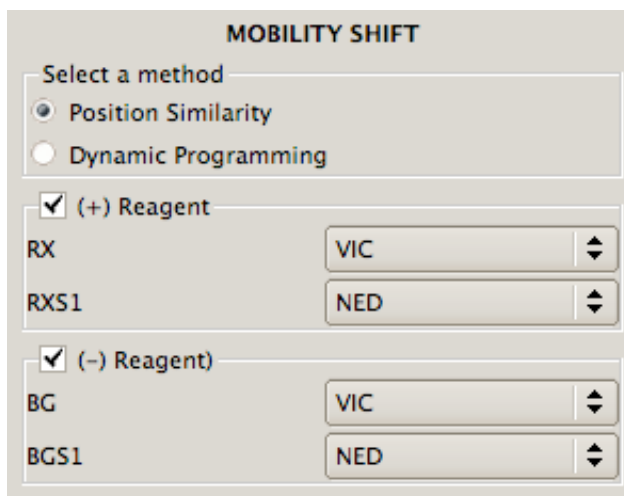 MOBILITY SHIFT
Select a method
Position Similarity
Dynamic Programming
(+) Reagent
RX VIC
RXS1 NED
(-) Reagent)
BG VIC
BGS1 NED